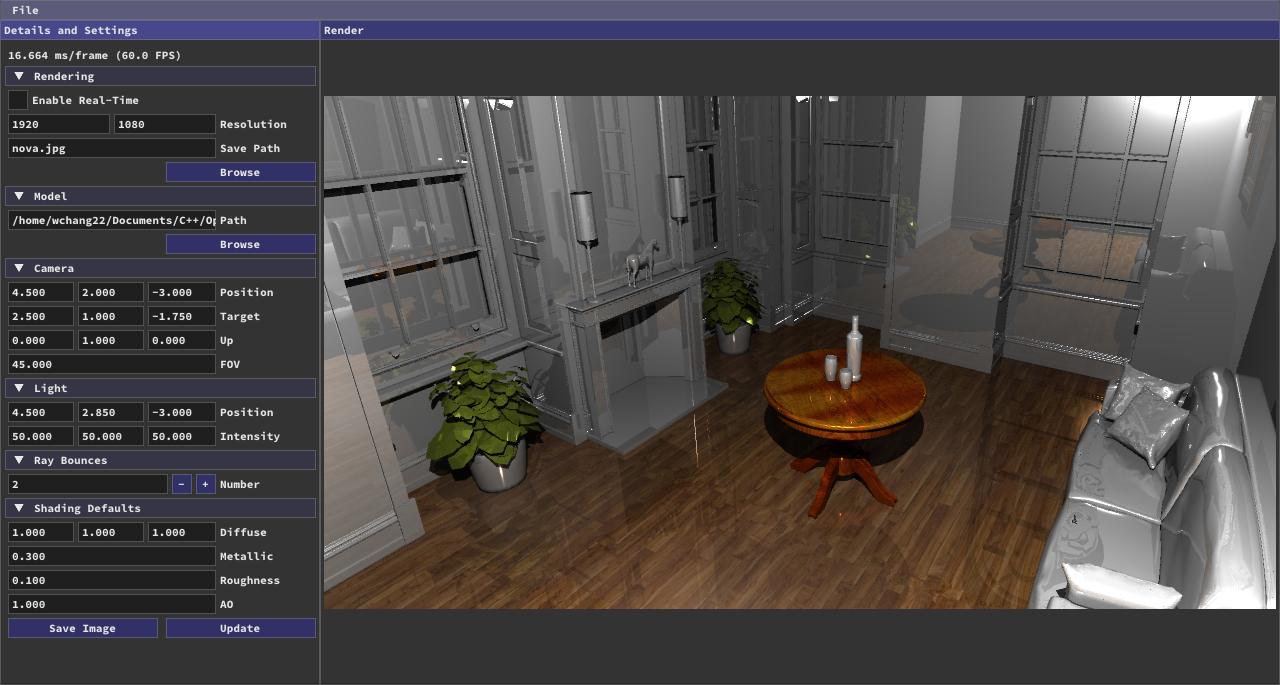 File
Details and Settings
Render
16.664 ms/frame (60.0 FPS)
Rendering
Enable Real-Time
1920 1080 Resolution
nova.jpg Save Path
Browse
Model
/home/wchang22/Documents/C++/Op Path
Browse
Camera
4.500 2.000 -3.000 Position
2.500 1.000 -1.750 Target
0.000 1.000 0.000 Up
45.000 FOV
Light
4.500 2.850 -3.000 Position
50.000 50.000 50.000 Intensity
Ray Bounces
2 - + Number
Shading Defaults
1.000 1.000 1.000 Diffuse
0.300 Metallic
0.100 Roughness
1.000 AO
Save Image Update